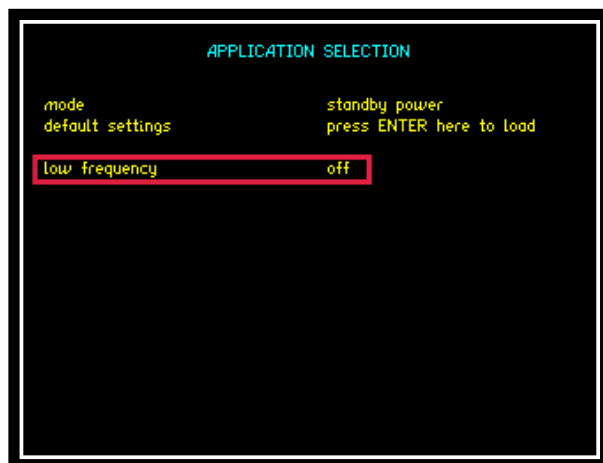 APPLICATION SELECTION
mode standby power
default settings press ENTER here to load
low frequency off